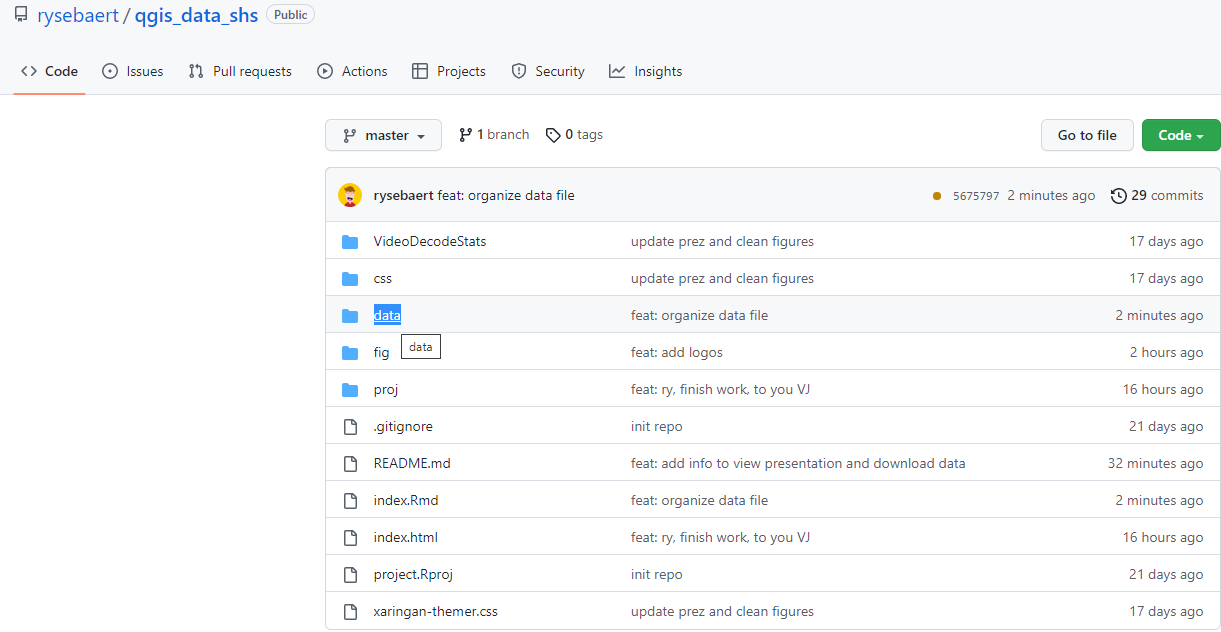 rysebaert / qgis_data_shs Public
Code Issues Pull requests Actions Projects Security Insights
master 1 branch 0 tags Go to file Code
rysebaert feat: organize data file 5675797 2 minutes ago 29 commits
VideoDecodeStats update prez and clean figures 17 days ago
css update prez and clean figures 17 days ago
data feat: organize data file 2 minutes ago
data
fig feat: add logos 2 hours ago
proj feat: ry, finish work, to you VJ 16 hours ago
.gitignore init repo 21 days ago
README.md feat: add info to view presentation and download data 32 minutes ago
index.Rmd feat: organize data file 2 minutes ago
index.html feat: ry, finish work, to you VJ 16 hours ago
project.Rproj init repo 21 days ago
xaringan-themer.css update prez and clean figures 17 days ago